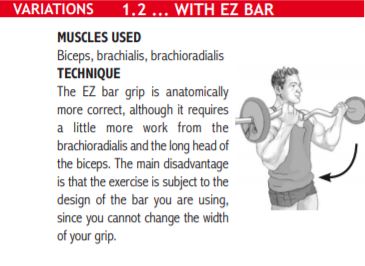 VARIATIONS 1.2 ... WITH EZ BAR
MUSCLES USED
Biceps, brachialis, brachioradialis
TECHNIQUE
The EZ bar grip is anatomically
more correct, although it requires
a little more work from the
brachioradialis and the long head of
the biceps. The main disadvantage
is that the exercise is subject to the
design of the bar you are using,
since you cannot change the width
of your grip.